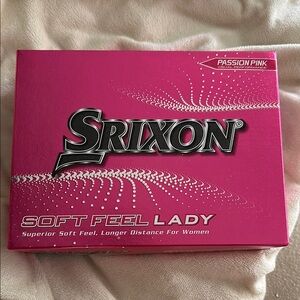 PASSION PINK
SRIXON
SOFT FEEL LADY
Superior Soft Feel, Longer Distance For Women